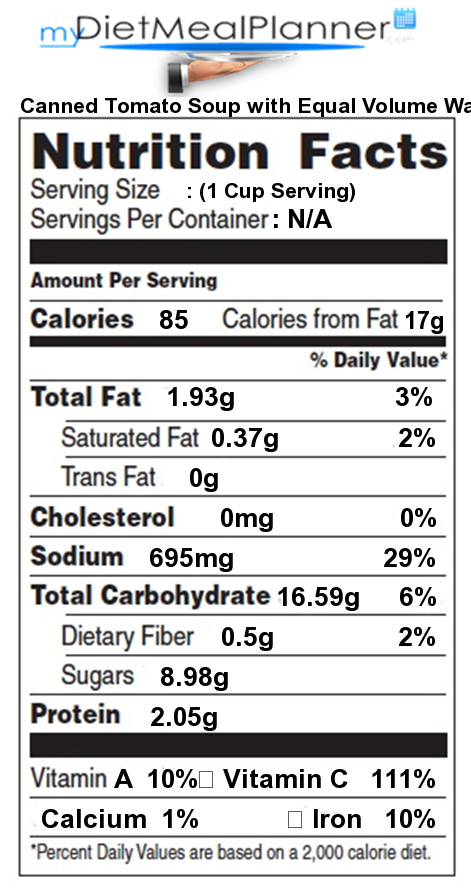 myDietMealPlanner
.com
Canned Tomato Soup with Equal Volume Wa
Nutrition Facts
Serving Size : (1 Cup Serving)
Servings Per Container : N/A
Amount Per Serving
Calories 85 Calories from Fat 17g
% Daily Value*
Total Fat 1.93g 3%
Saturated Fat 0.37g 2%
Trans Fat 0g
Cholesterol 0mg 0%
Sodium 695mg 29%
Total Carbohydrate 16.59g 6%
Dietary Fiber 0.5g 2%
Sugars 8.98g
Protein 2.05g
Vitamin A 10%□ Vitamin C 111%
Calcium 1% □ Iron 10%
*Percent Daily Values are based on a 2,000 calorie diet.